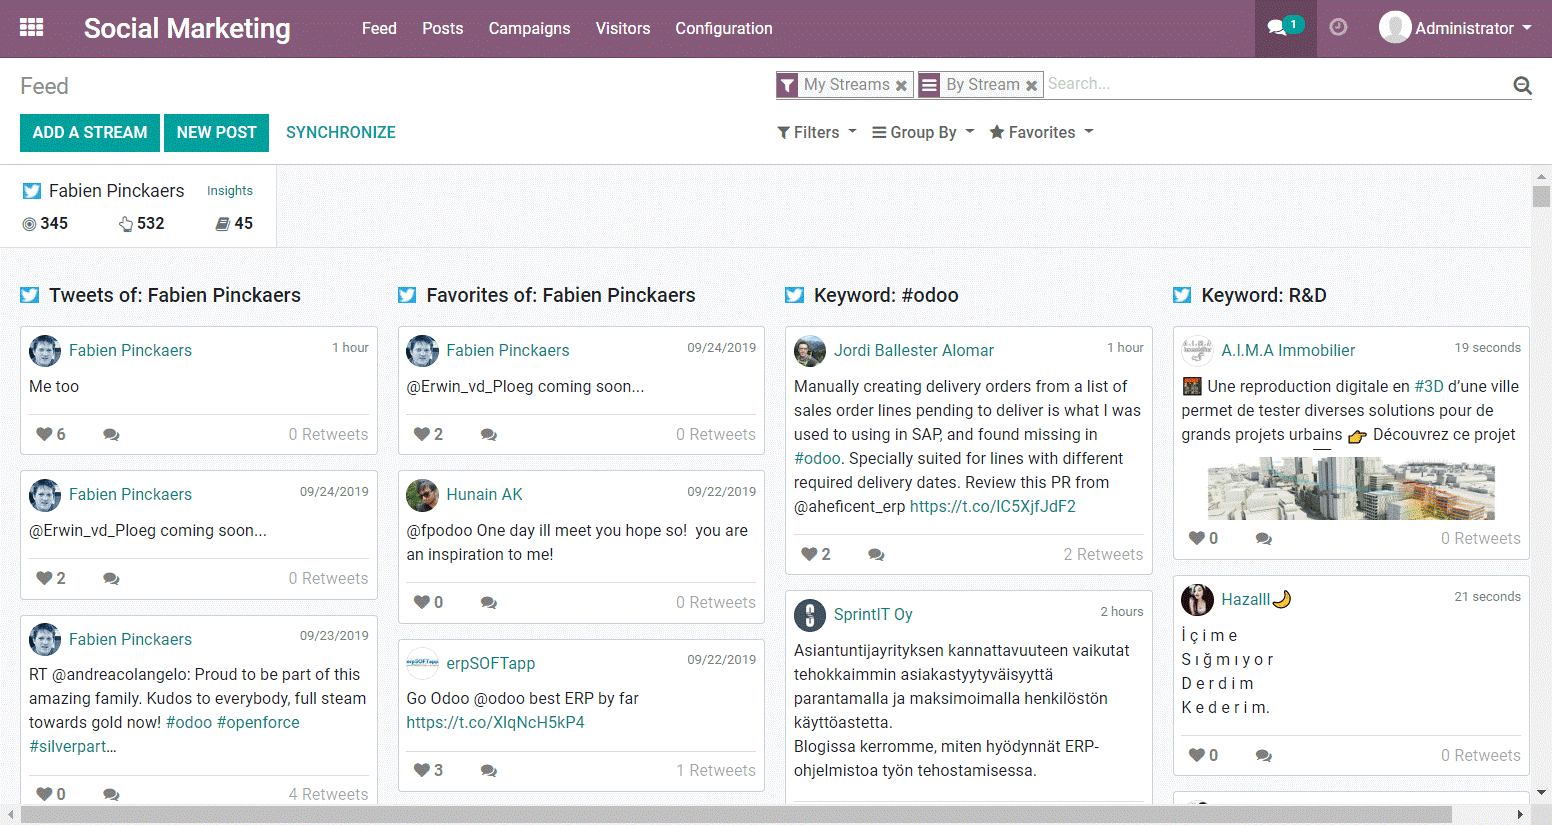 Social Marketing
Feed Posts Campaigns Visitors Configuration
1
Administrator
Feed
My Streams
By Stream
Search...
ADD A STREAM
NEW POST
SYNCHRONIZE
Filters
Group By
Favorites
Fabien Pinckaers Insights
345 532 45
Tweets of: Fabien Pinckaers
Fabien Pinckaers 1 hour
Me too
6 0 Retweets
Fabien Pinckaers 09/24/2019
@Erwin_vd_Ploeg coming soon...
2 0 Retweets
Fabien Pinckaers 09/23/2019
RT @andreacolangelo: Proud to be part of this
amazing family. Kudos to everybody, full steam
towards gold now! #odoo #openforce
#silverpart...
0 4 Retweets
Favorites of: Fabien Pinckaers
Fabien Pinckaers 09/24/2019
@Erwin_vd_Ploeg coming soon...
2 0 Retweets
Hunain AK 09/22/2019
@fpodoo One day ill meet you hope so! you are
an inspiration to me!
0 0 Retweets
erpSOFTapp
erpSOFTapp 09/22/2019
Go Odoo @odoo best ERP by far
https://t.co/XIqNcH5kP4
3 1 Retweets
Keyword: #odoo
Jordi Ballester Alomar 1 hour
Manually creating delivery orders from a list of
sales order lines pending to deliver is what I was
used to using in SAP, and found missing in
#odoo. Specially suited for lines with different
required delivery dates. Review this PR from
@aheficent_erp https://t.co/IC5XjfJdF2
2 2 Retweets
SprintIT Oy 2 hours
Asiantuntijayrityksen kannattavuuteen vaikutat
tehokkaimmin asiakastyytyväisyyttä
parantamalla ja maksimoimalla henkilöstön
käyttöastetta.
Blogissa kerromme, miten hyödynnät ERP-
ohjelmistoa työn tehostamisessa.
Keyword: R&D
A.I.M.A Immobilier 19 seconds
Une reproduction digitale en #3D d’une ville
permet de tester diverses solutions pour de
grands projets urbains 👉 Découvrez ce projet
0 0 Retweets
Hazalll🌙 21 seconds
İ ç i m e
S ı ğ m ı y o r
D e r d i m
K e d e r i m.
0 0 Retweets